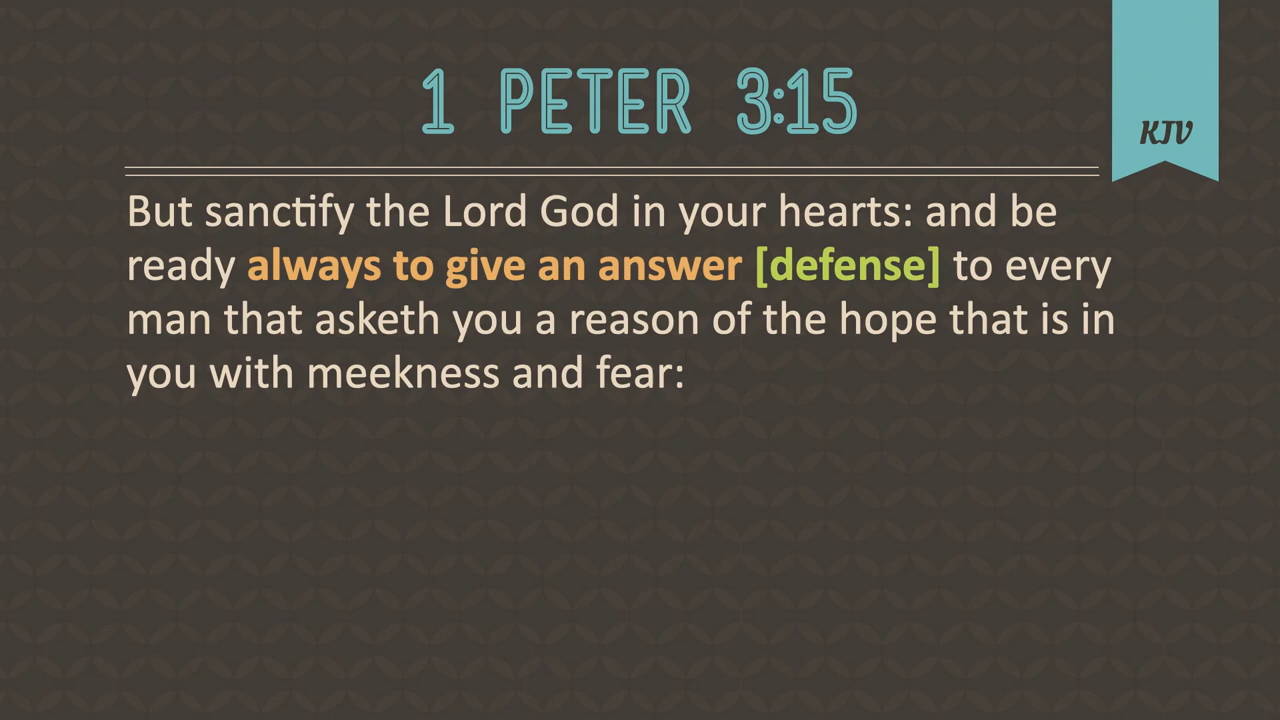 1 PETER 3:15
KJV
But sanctify the Lord God in your hearts: and be
ready always to give an answer [defense] to every
man that asketh you a reason of the hope that is in
you with meekness and fear: